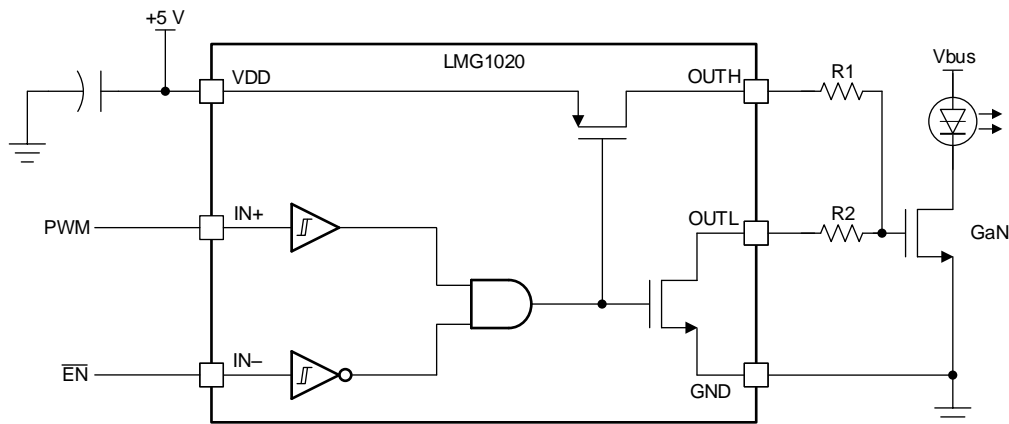 +5 V
LMG1020
VDD
OUTH
R1
Vbus
PWM
IN+
OUTL
R2
GaN
EN
IN–
GND